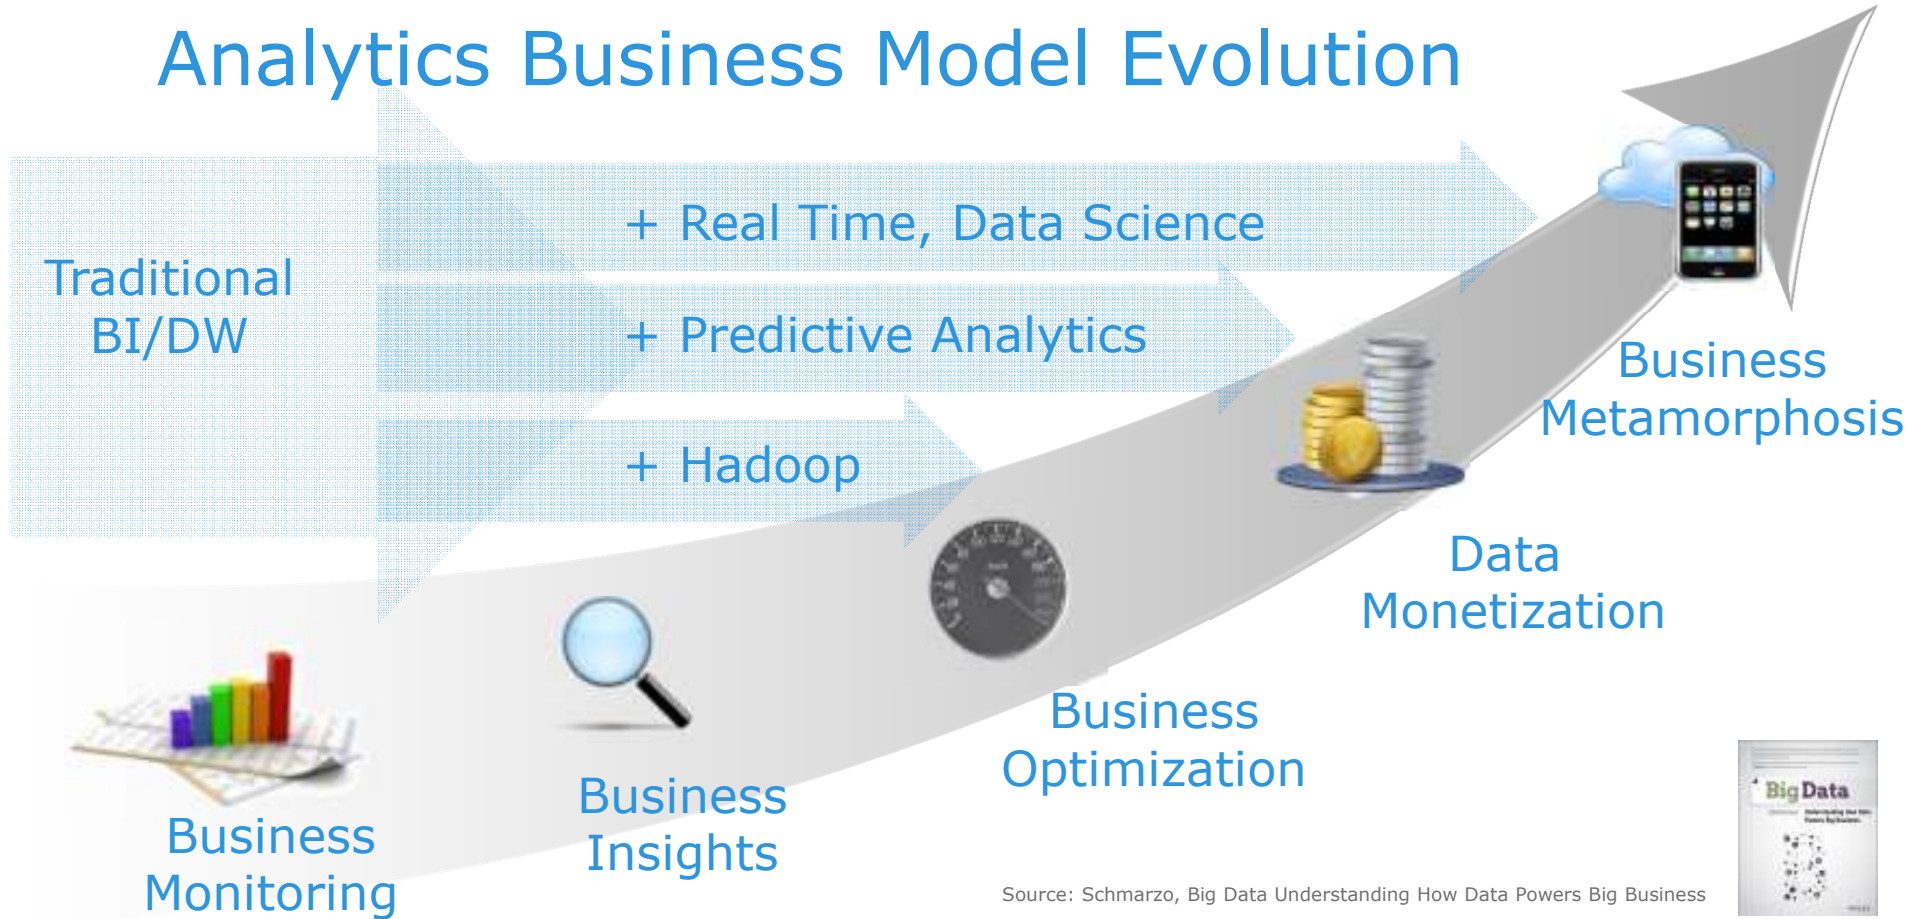 Analytics Business Model Evolution
+ Real Time, Data Science
Traditional
BI/DW
+ Predictive Analytics
+ Hadoop
Business
Metamorphosis
Data
Monetization
Business
Optimization
Business
Insights
Business
Monitoring
Big Data
Source: Schmarzo, Big Data Understanding How Data Powers Big Business